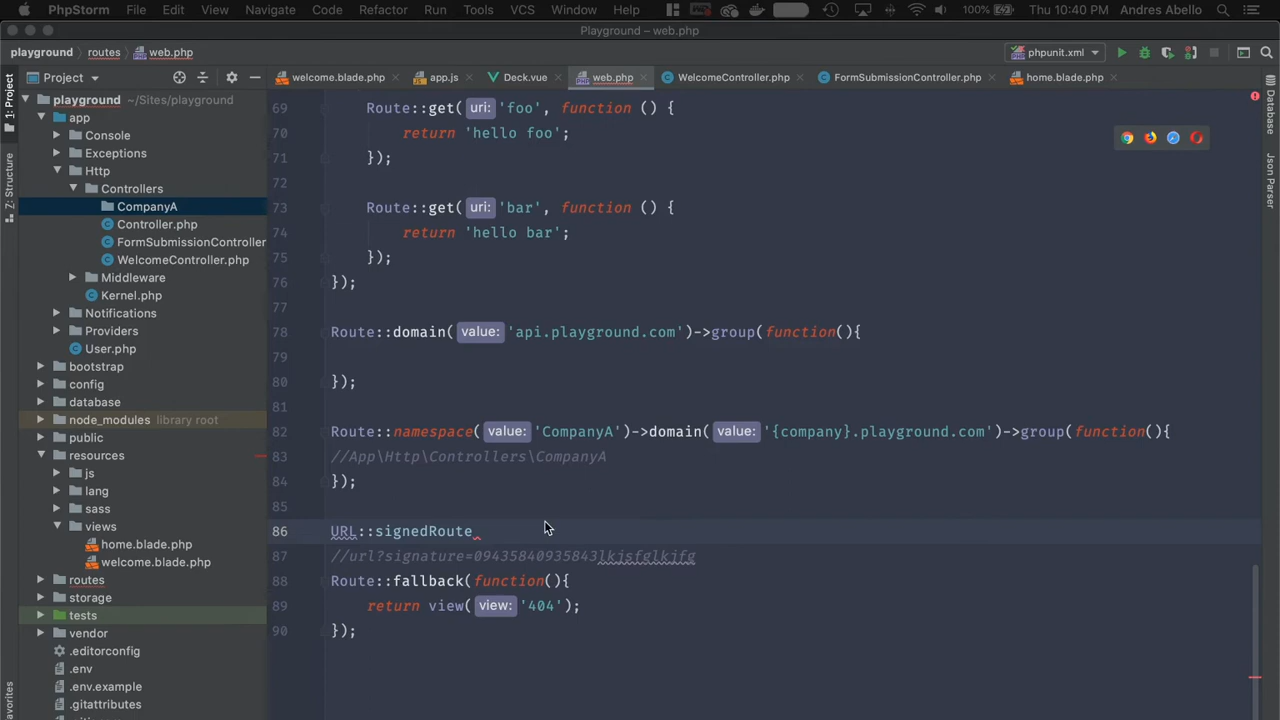 PhpStorm File Edit View Navigate Code Refactor Run Tools VCS Window Help 100% Thu 10:40 PM Andres Abello
Playground – web.php
playground routes web.php phpunit.xml
Project welcome.blade.php app.js Deck.vue web.php WelcomeController.php FormSubmissionController.php home.blade.php
1: Project
Z: Structure
Database
Json Parser
playground ~/Sites/playground
app
Console
Exceptions
Http
Controllers
CompanyA
Controller.php
FormSubmissionController
WelcomeController.php
Middleware
Kernel.php
Notifications
Providers
User.php
bootstrap
config
database
node_modules library root
public
resources
js
lang
sass
views
home.blade.php
welcome.blade.php
routes
storage
tests
vendor
.editorconfig
.env
.env.example
.gitattributes
69 Route::get( uri: 'foo', function () {
70 return 'hello foo';
71 });
72
73 Route::get( uri: 'bar', function () {
74 return 'hello bar';
75 });
76 });
77
78 Route::domain( value: 'api.playground.com')->group(function(){
79
80 });
81
82 Route::namespace( value: 'CompanyA')->domain( value: '{company}.playground.com')->group(function(){
83 //App\Http\Controllers\CompanyA
84 });
85
86 URL::signedRoute
87 //url?signature=09435840935843lkjsfglkjfg
88 Route::fallback(function(){
89 return view( view: '404');
90 });